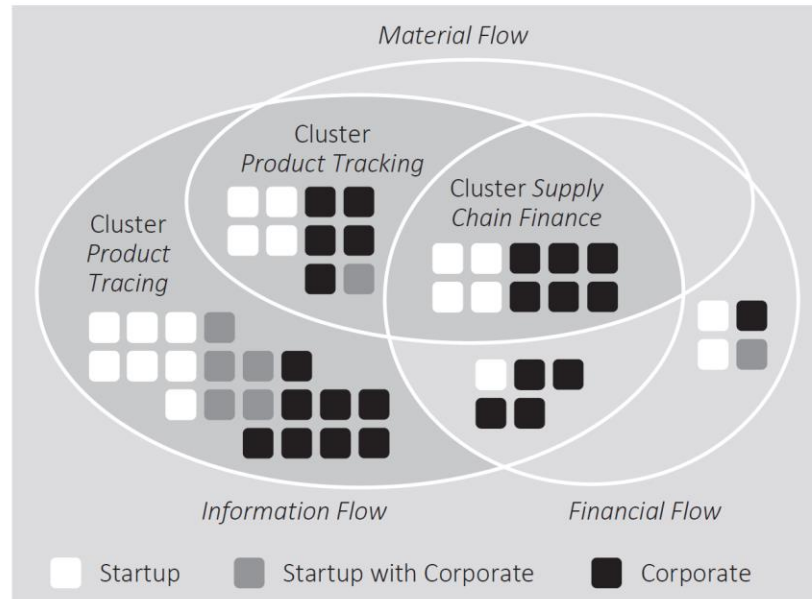 Material Flow
Cluster
Product Tracking
Cluster Supply
Chain Finance
Cluster
Product
Tracing
Information Flow
Financial Flow
Startup
Startup with Corporate
Corporate